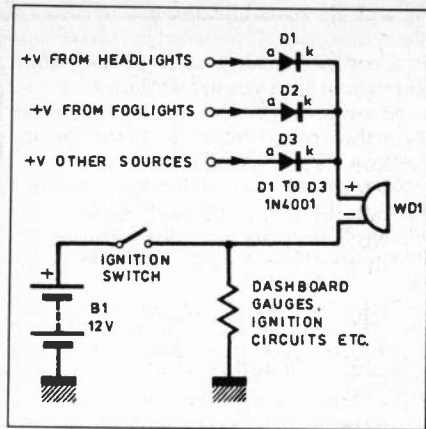 D1
a k
+V FROM HEADLIGHTS
D2
a k
+V FROM FOGLIGHTS
D3
a k
+V OTHER SOURCES
D1 TO D3
1N4001
+
WD1
−
IGNITION
SWITCH
+
B1
12V
DASHBOARD
GAUGES,
IGNITION
CIRCUITS ETC.